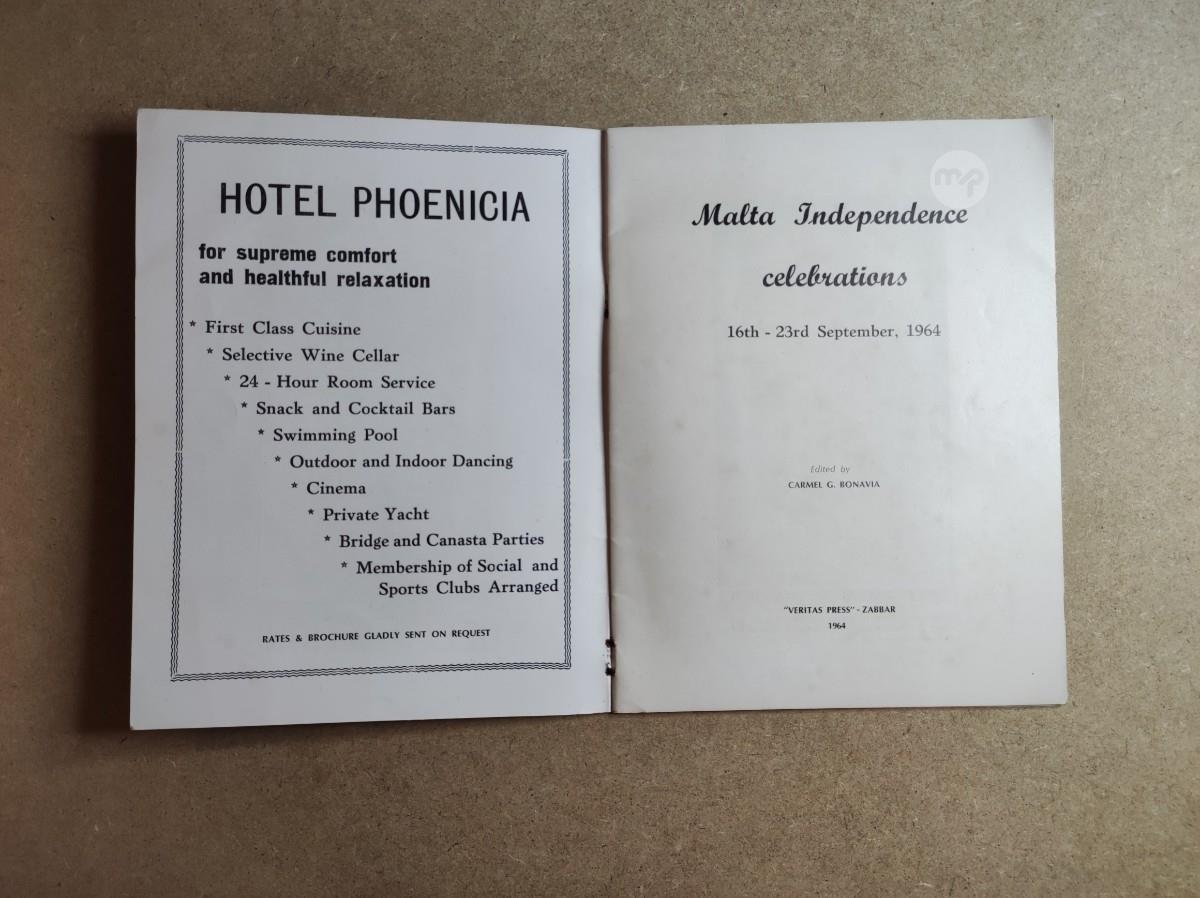 HOTEL PHOENICIA
for supreme comfort
and healthful relaxation
* First Class Cuisine
* Selective Wine Cellar
* 24 - Hour Room Service
* Snack and Cocktail Bars
* Swimming Pool
* Outdoor and Indoor Dancing
* Cinema
* Private Yacht
* Bridge and Canasta Parties
* Membership of Social and
Sports Clubs Arranged
RATES & BROCHURE GLADLY SENT ON REQUEST
mp
Malta Independence
celebrations
16th - 23rd September, 1964
Edited by
CARMEL G. BONAVIA
"VERITAS PRESS" - ZABBAR
1964